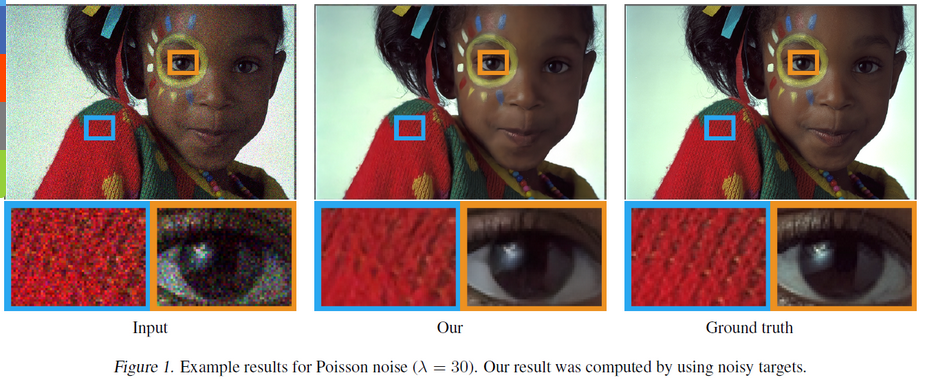 Input
Our
Ground truth
Figure 1. Example results for Poisson noise (λ = 30). Our result was computed by using noisy targets.